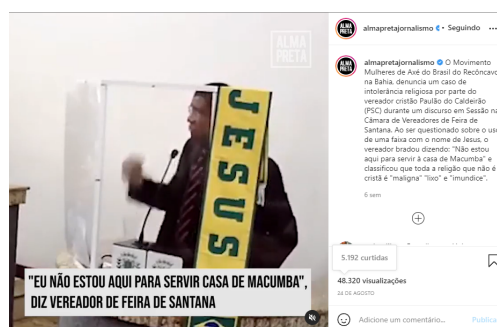 ALMA
PRETA
JESUS
"EU NÃO ESTOU AQUI PARA SERVIR CASA DE MACUMBA",
DIZ VEREADOR DE FEIRA DE SANTANA
almapretajornalismo • Seguindo ...
almapretajornalismo O Movimento
Mulheres de Axé do Brasil do Recôncavo
na Bahia, denuncia um caso de
intolerância religiosa por parte do
vereador cristão Paulão do Caldeirão
(PSC) durante um discurso em Sessão na
Câmara de Vereadores de Feira de
Santana. Ao ser questionado sobre o uso
de uma faixa com o nome de Jesus, o
vereador bradou dizendo: "Não estou
aqui para servir à casa de Macumba" e
classificou que toda a religião que não é
cristã é "maligna" "lixo" e "imundice".
6 sem
5.192 curtidas
48.320 visualizações
24 DE AGOSTO
Adicione um comentário...
Publica